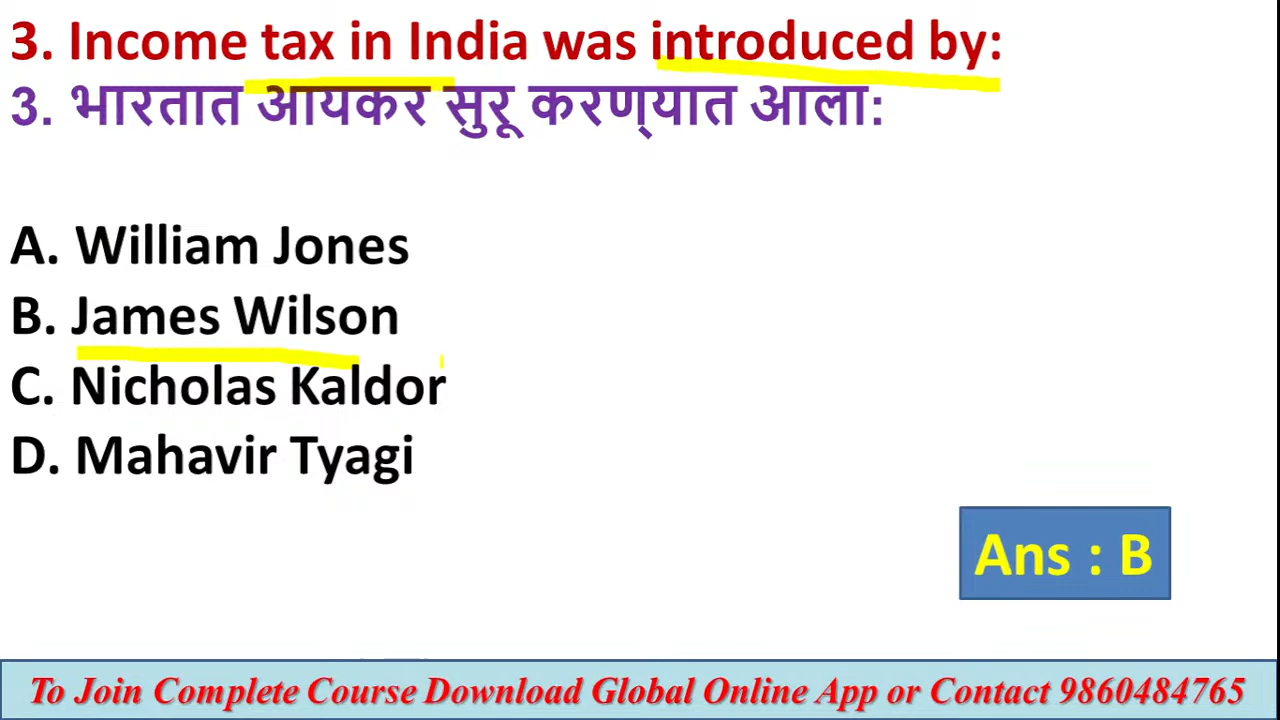 3. Income tax in India was introduced by:
3. भारतात आयकर सुरू करण्यात आला:
A. William Jones
B. James Wilson
C. Nicholas Kaldor
D. Mahavir Tyagi
Ans : B
To Join Complete Course Download Global Online App or Contact 9860484765